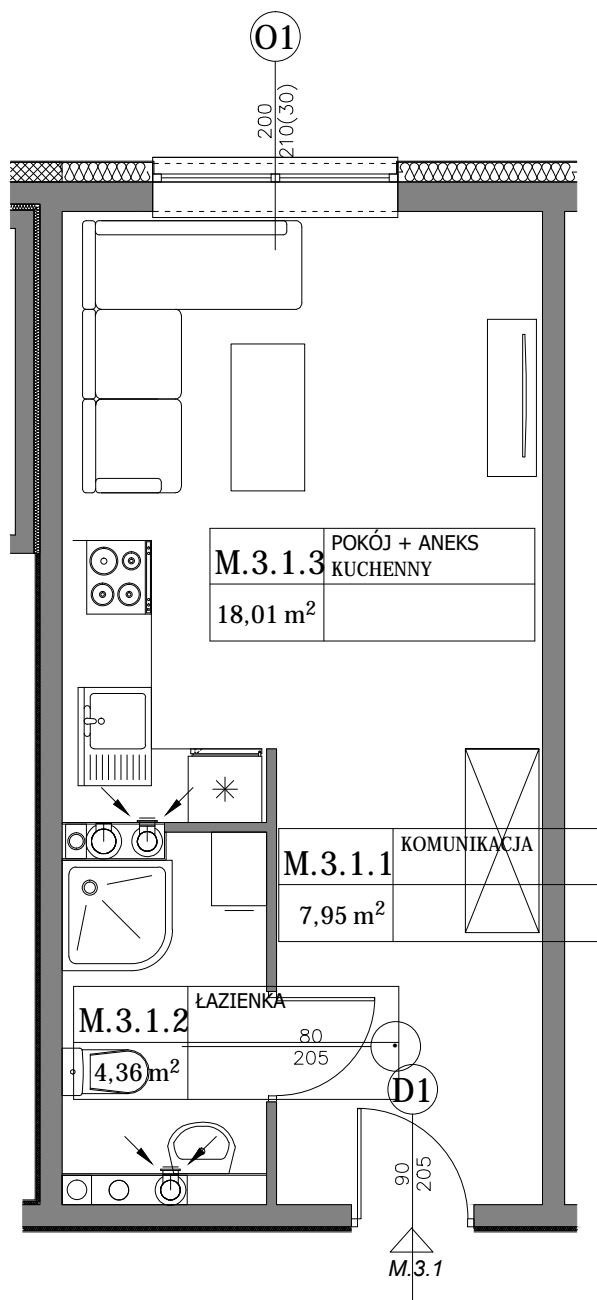 O1
200
210(30)
M.3.1.3
POKÓJ + ANEKS
KUCHENNY
18,01 m²
M.3.1.1
KOMUNIKACJA
7,95 m²
M.3.1.2
ŁAZIENKA
4,36 m²
80
205
D1
90
205
M.3.1